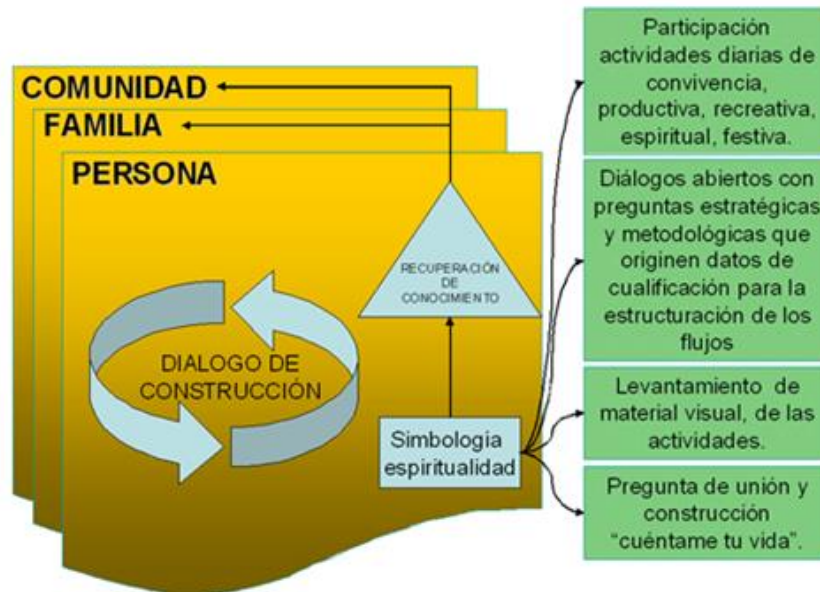 COMUNIDAD
FAMILIA
PERSONA
RECUPERACIÓN
DE
CONOCIMIENTO
DIALOGO DE
CONSTRUCCIÓN
Simbología
espiritualidad
Participación
actividades diarias de
convivencia,
productiva, recreativa,
espiritual, festiva.
Diálogos abiertos con
preguntas estratégicas
y metodológicas que
originen datos de
cualificación para la
estructuración de los
flujos
Levantamiento de
material visual, de las
actividades.
Pregunta de unión y
construcción
“cuéntame tu vida”.